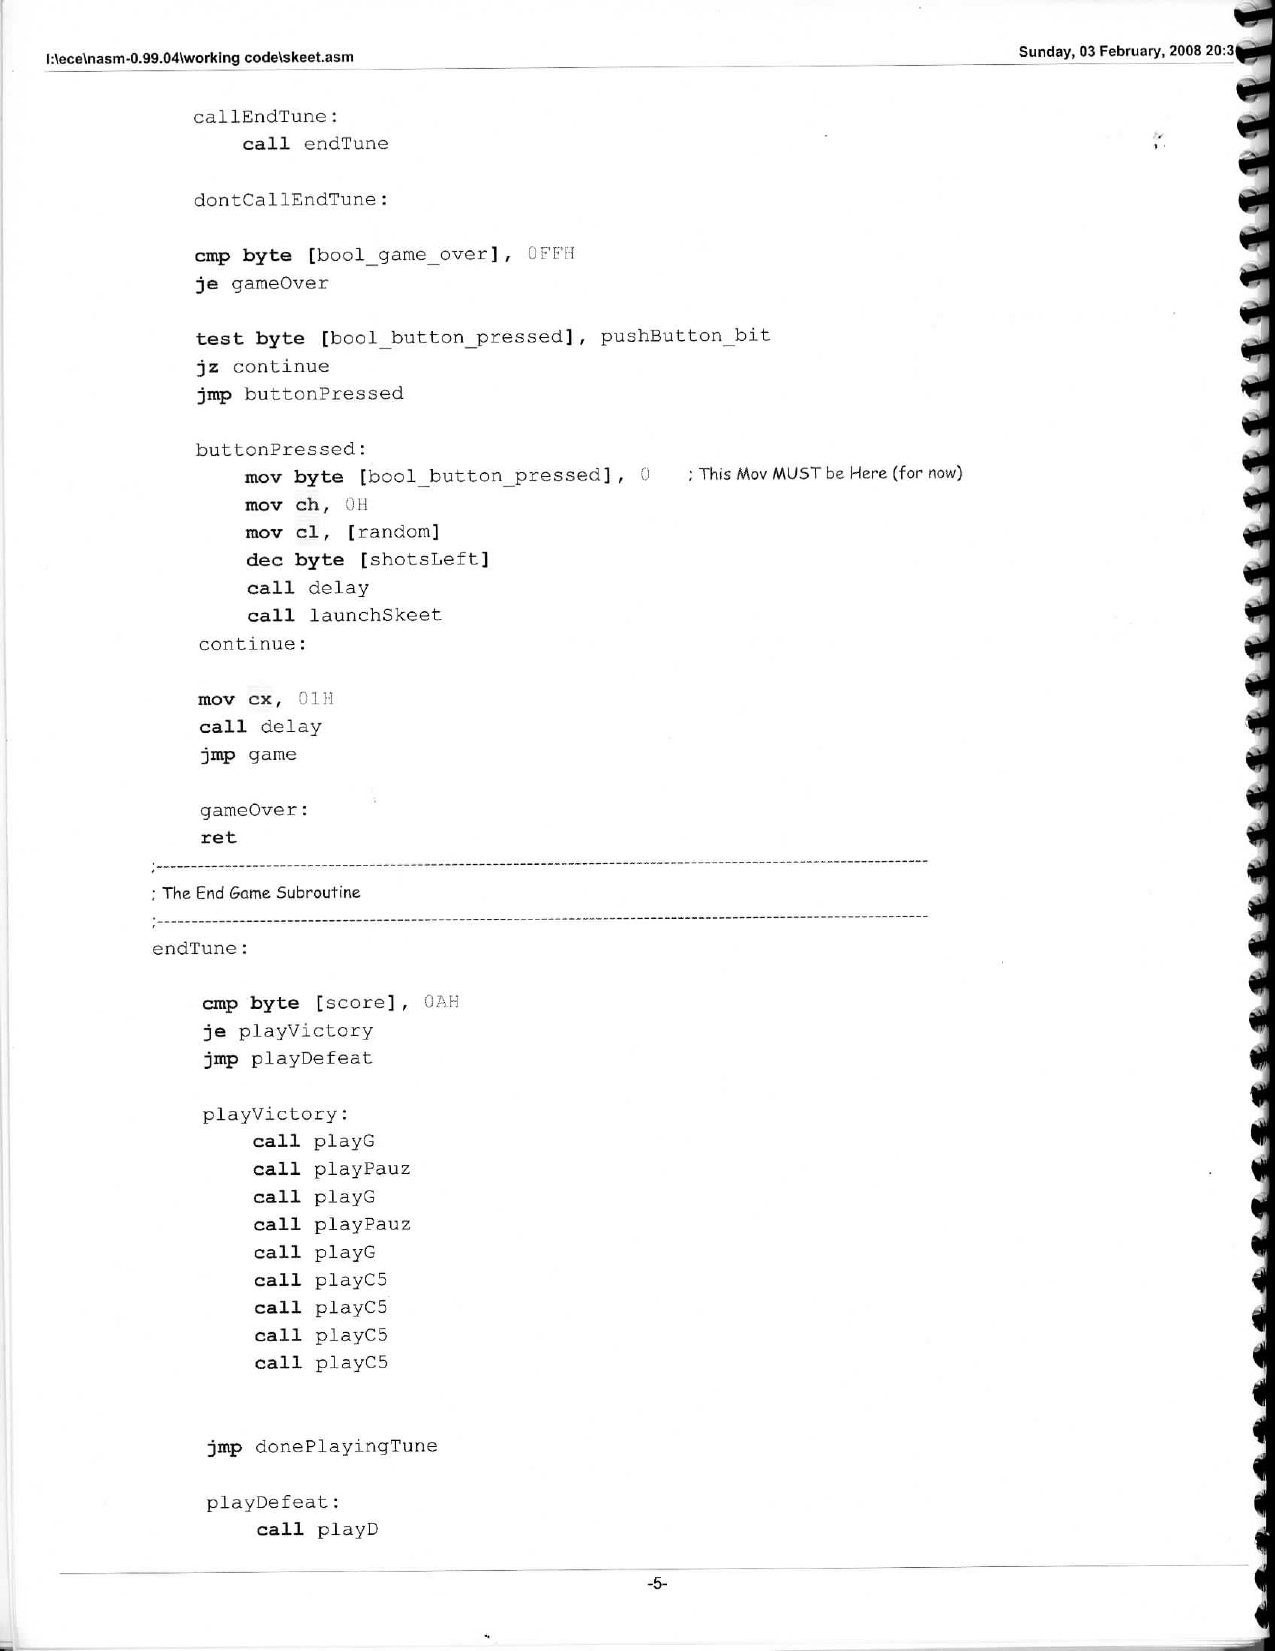 I:\ece\nasm-0.99.04\working code\skeet.asm
Sunday, 03 February, 2008 20:3
callEndTune:
call endTune
dontCallEndTune:
cmp byte [bool_game_over], 0FFH
je gameOver
test byte [bool_button_pressed], pushButton_bit
jz continue
jmp buttonPressed
buttonPressed:
mov byte [bool_button_pressed], 0 ; This Mov MUST be Here (for now)
mov ch, 0H
mov cl, [random]
dec byte [shotsLeft]
call delay
call launchSkeet
continue:
mov cx, 01H
call delay
jmp game
gameOver:
ret
;---------------------------------------------------------------------------------------------------------------
; The End Game Subroutine
;---------------------------------------------------------------------------------------------------------------
endTune:
cmp byte [score], 0AH
je playVictory
jmp playDefeat
playVictory:
call playG
call playPauz
call playG
call playPauz
call playG
call playC5
call playC5
call playC5
call playC5
jmp donePlayingTune
playDefeat:
call playD
-5-